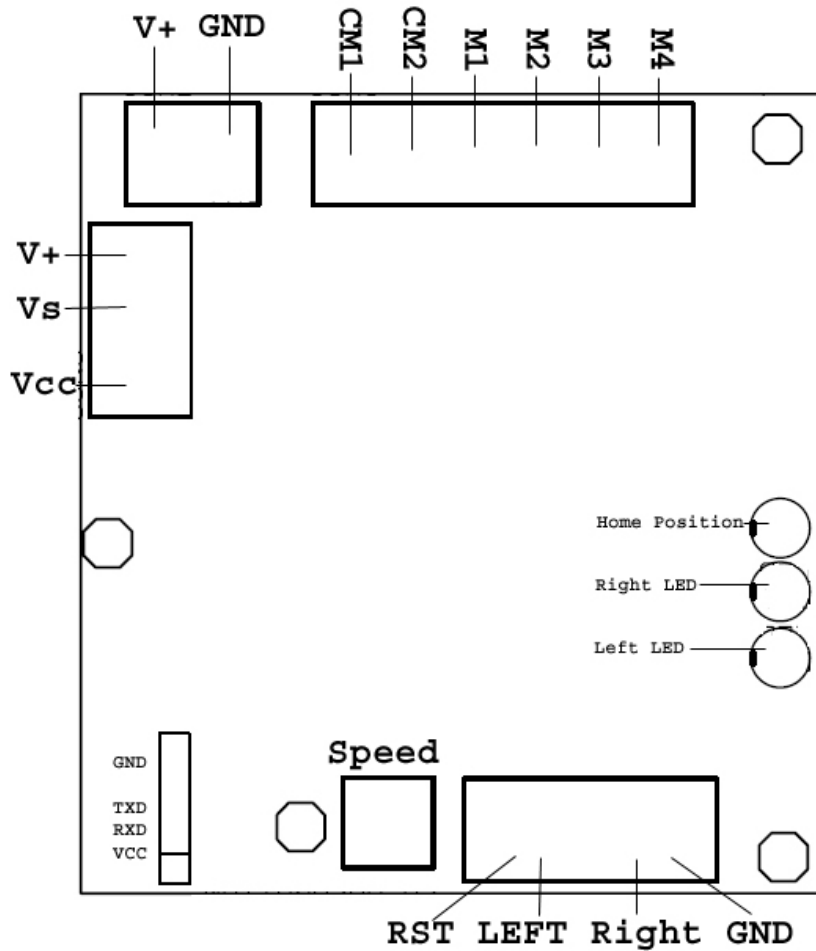 V+ GND CM1 CM2 M1 M2 M3 M4
V+
Vs
Vcc
Home Position
Right LED
Left LED
Speed
GND
TXD
RXD
VCC
RST LEFT Right GND